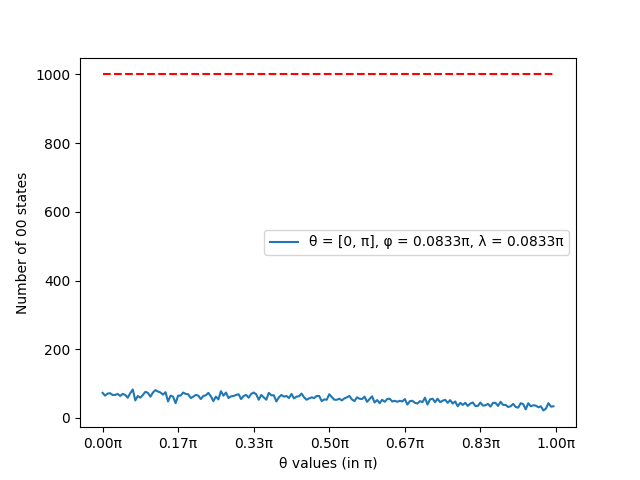 1000
800
600
400
200
0
Number of 00 states
θ = [0, π], φ = 0.0833π, λ = 0.0833π
0.00π 0.17π 0.33π 0.50π 0.67π 0.83π 1.00π
θ values (in π)